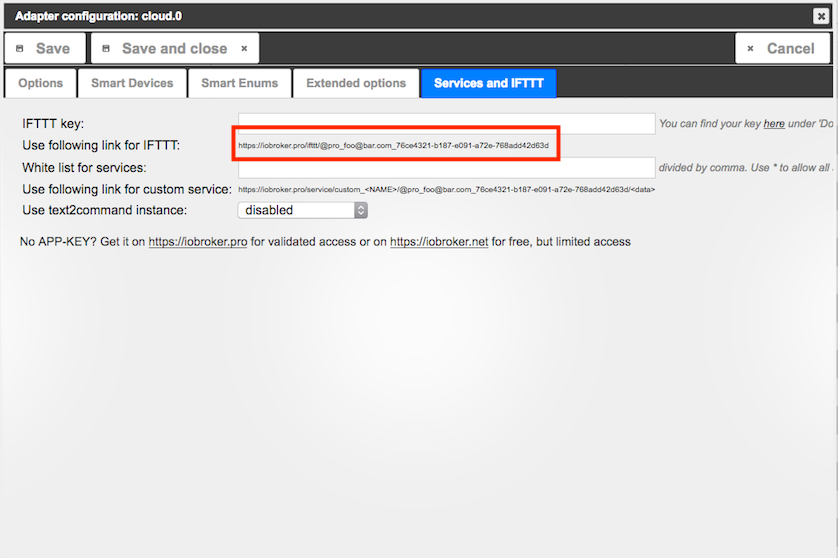 Adapter configuration: cloud.0
Save Save and close Cancel
Options Smart Devices Smart Enums Extended options Services and IFTTT
IFTTT key: You can find your key here under 'Do
Use following link for IFTTT: https://iobroker.pro/ifttt/@pro_foo@bar.com_76ce4321-b187-e091-a72e-768add42d63d
White list for services: divided by comma. Use * to allow all
Use following link for custom service: https://iobroker.pro/service/custom_<NAME>/@pro_foo@bar.com_76ce4321-b187-e091-a72e-768add42d63d/<data>
Use text2command instance: disabled
No APP-KEY? Get it on https://iobroker.pro for validated access or on https://iobroker.net for free, but limited access